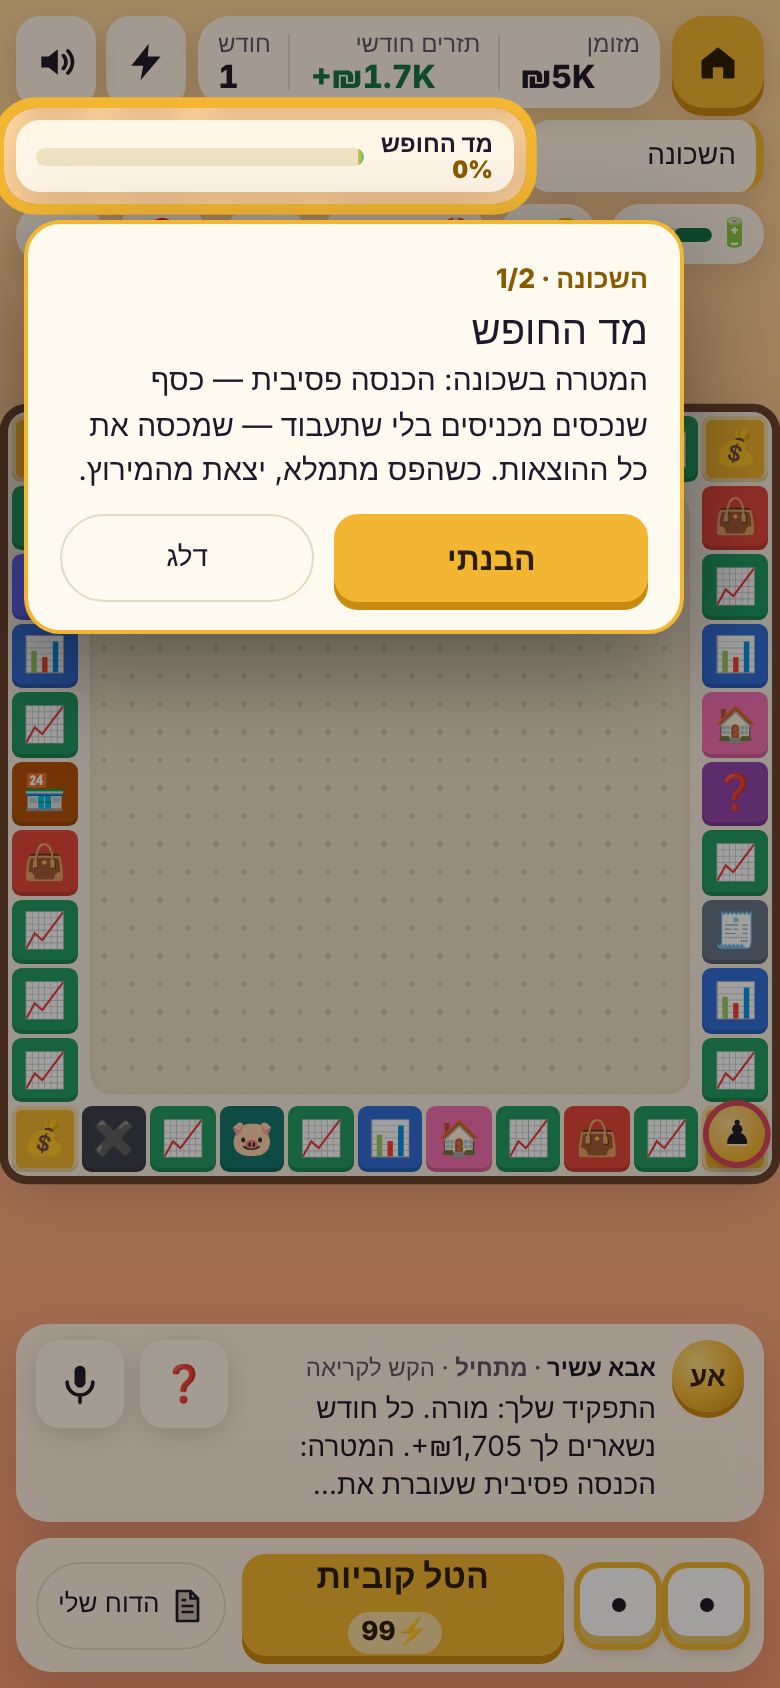 מזומן
₪5K
תזרים חודשי
+₪1.7K
חודש
1
השכונה
מד החופש
0%
השכונה · 1/2
מד החופש
המטרה בשכונה: הכנסה פסיבית — כסף
שנכסים מכניסים בלי שתעבוד — שמכסה את
כל ההוצאות. כשהפס מתמלא, יצאת מהמירוץ.
הבנתי
דלג
אע
אבא עשיר · מתחיל · הקש לקריאה
התפקיד שלך: מורה. כל חודש
נשארים לך ₪1,705+. המטרה:
הכנסה פסיבית שעוברת את...
הטל קוביות
⚡99
הדוח שלי